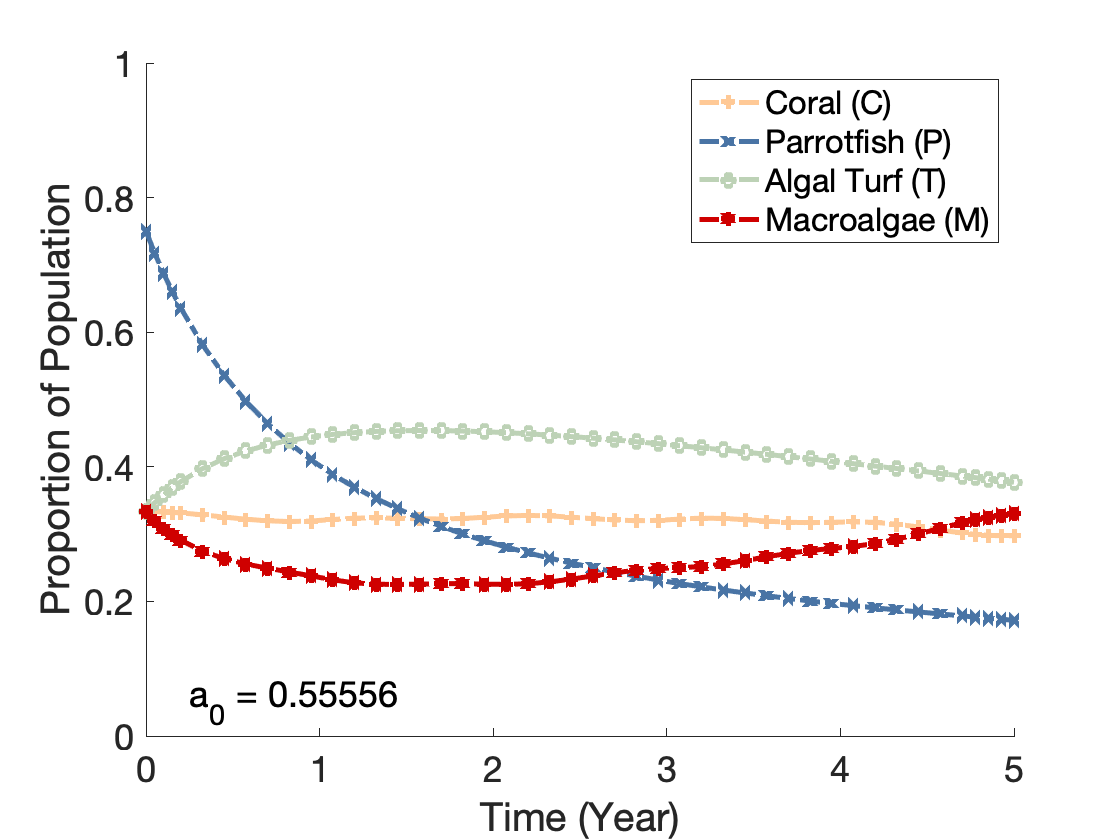 1
0.8
0.6
0.4
0.2
0
0 1 2 3 4 5
Proportion of Population
Time (Year)
Coral (C)
Parrotfish (P)
Algal Turf (T)
Macroalgae (M)
a₀ = 0.55556